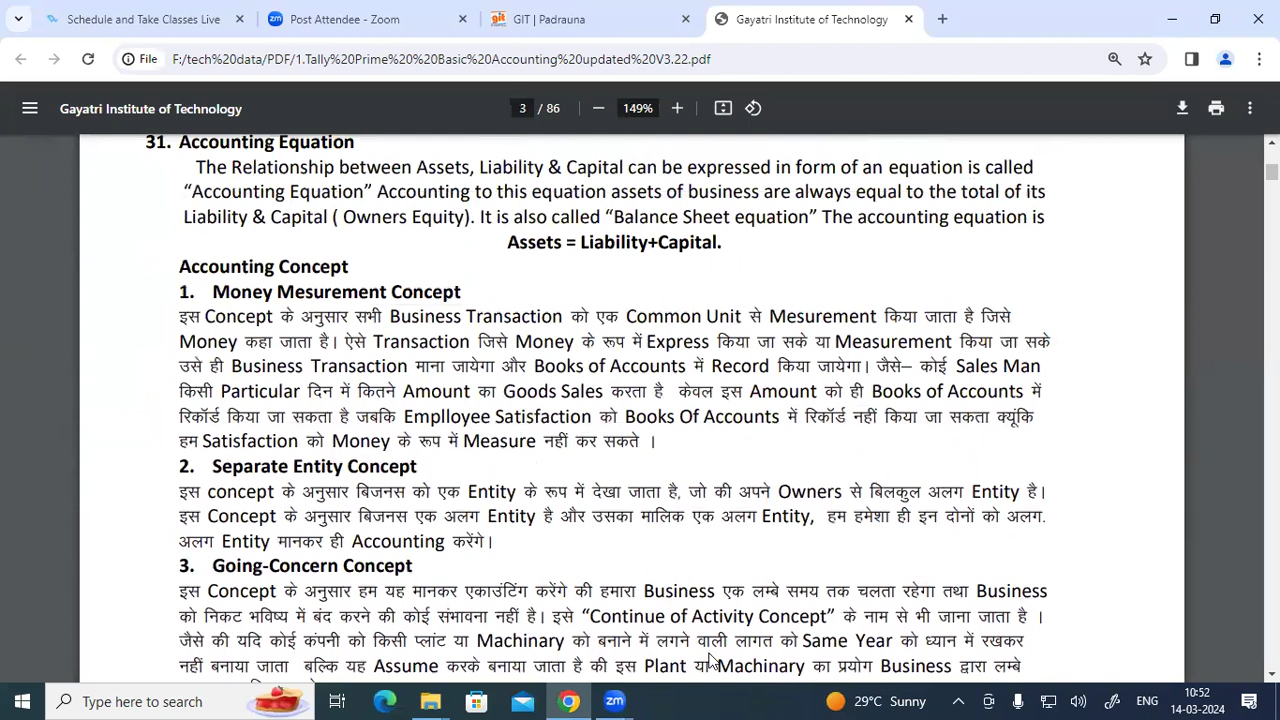 Schedule and Take Classes Live
Post Attendee - Zoom
GIT | Padrauna
Gayatri Institute of Technology
File
F:/tech%20data/PDF/1.Tally%20Prime%20%20Basic%20Accounting%20updated%20V3.22.pdf
Gayatri Institute of Technology
3 / 86
149%
31. Accounting Equation
The Relationship between Assets, Liability & Capital can be expressed in form of an equation is called
“Accounting Equation” Accounting to this equation assets of business are always equal to the total of its
Liability & Capital ( Owners Equity). It is also called “Balance Sheet equation” The accounting equation is
Assets = Liability+Capital.
Accounting Concept
1. Money Mesurement Concept
इस Concept के अनुसार सभी Business Transaction को एक Common Unit से Mesurement किया जाता है जिसे
Money कहा जाता है। ऐसे Transaction जिसे Money के रूप में Express किया जा सके या Measurement किया जा सके
उसे ही Business Transaction माना जायेगा और Books of Accounts में Record किया जायेगा। जैसे– कोई Sales Man
किसी Particular दिन में कितने Amount का Goods Sales करता है केवल इस Amount को ही Books of Accounts में
रिकॉर्ड किया जा सकता है जबकि Emplloyee Satisfaction को Books Of Accounts में रिकॉर्ड नहीं किया जा सकता क्यूंकि
हम Satisfaction को Money के रूप में Measure नहीं कर सकते ।
2. Separate Entity Concept
इस concept के अनुसार बिजनस को एक Entity के रूप में देखा जाता है, जो की अपने Owners से बिलकुल अलग Entity है।
इस Concept के अनुसार बिजनस एक अलग Entity है और उसका मालिक एक अलग Entity, हम हमेशा ही इन दोनों को अलग.
अलग Entity मानकर ही Accounting करेंगे।
3. Going-Concern Concept
इस Concept के अनुसार हम यह मानकर एकाउंटिंग करेंगे की हमारा Business एक लम्बे समय तक चलता रहेगा तथा Business
को निकट भविष्य में बंद करने की कोई संभावना नहीं है। इसे “Continue of Activity Concept” के नाम से भी जाना जाता है ।
जैसे की यदि कोई कंपनी को किसी प्लांट या Machinary को बनाने में लगने वाली लागत को Same Year को ध्यान में रखकर
नहीं बनाया जाता बल्कि यह Assume करके बनाया जाता है की इस Plant या Machinary का प्रयोग Business द्वारा लम्बे
Type here to search
29°C Sunny
ENG
10:52
14-03-2024